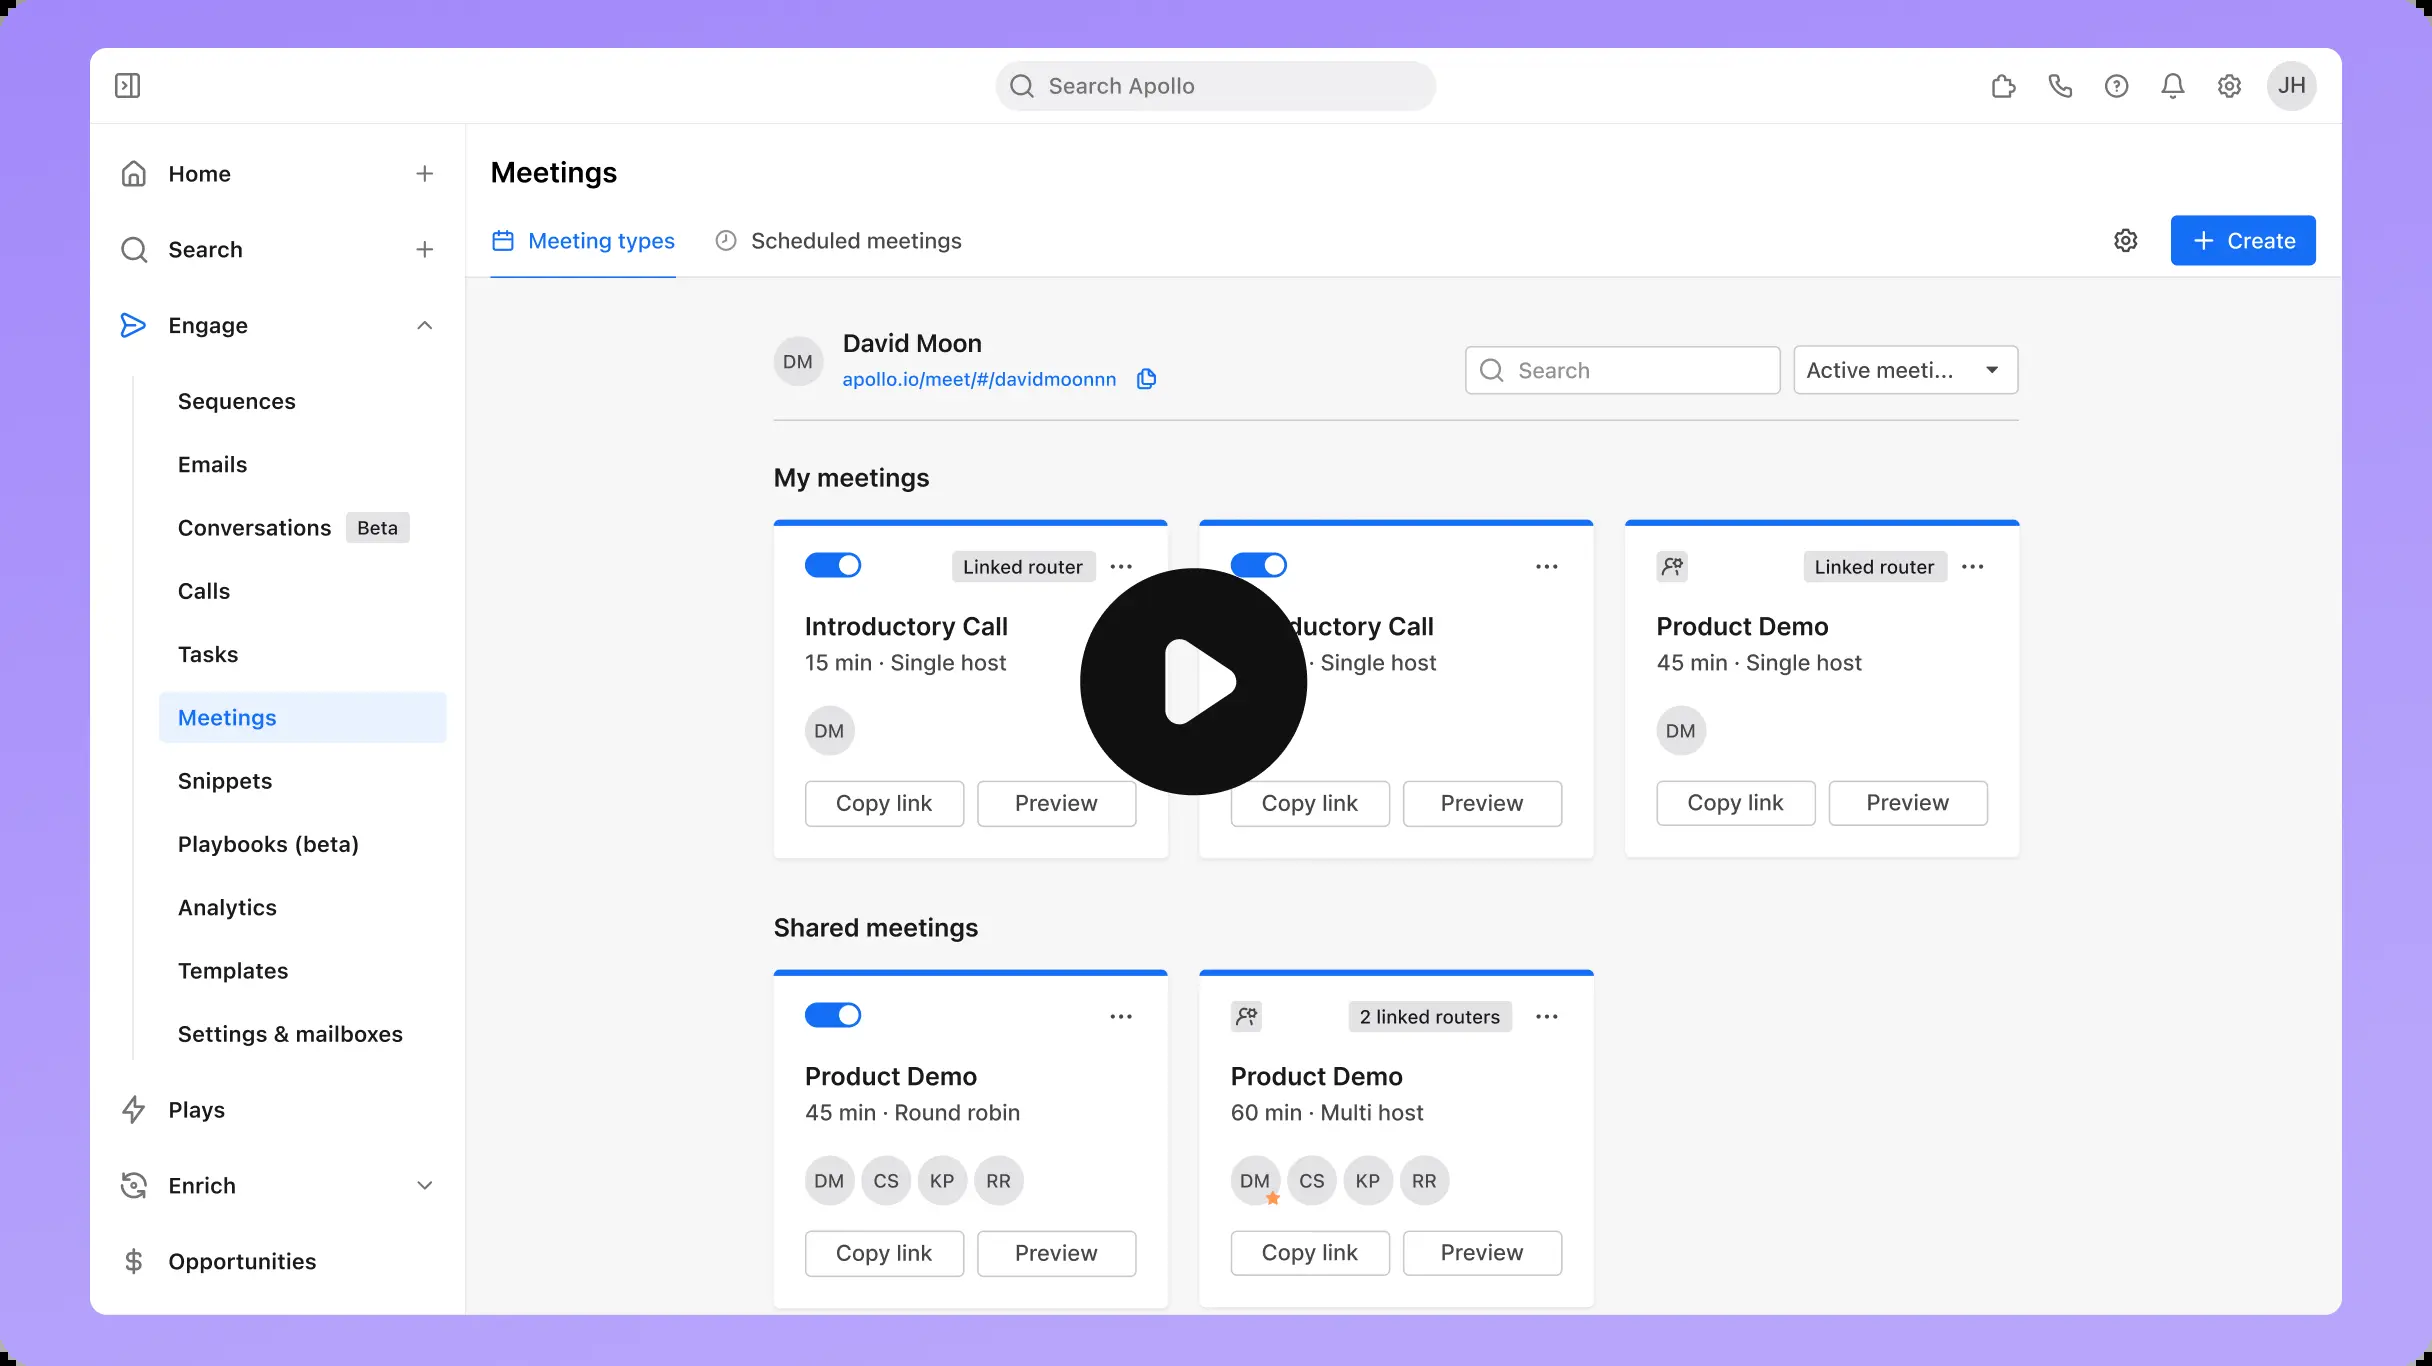 Search Apollo
JH
Home
Search
Engage
Sequences
Emails
Conversations Beta
Calls
Tasks
Meetings
Snippets
Playbooks (beta)
Analytics
Templates
Settings & mailboxes
Plays
Enrich
Opportunities
Meetings
Meeting types
Scheduled meetings
Create
DM
David Moon
apollo.io/meet/#/davidmoonnn
Search
Active meeti...
My meetings
Linked router
Introductory Call
15 min · Single host
DM
Copy link
Preview
ductory Call
· Single host
Copy link
Preview
Linked router
Product Demo
45 min · Single host
DM
Copy link
Preview
Shared meetings
Product Demo
45 min · Round robin
DM CS KP RR
Copy link
Preview
2 linked routers
Product Demo
60 min · Multi host
DM CS KP RR
Copy link
Preview